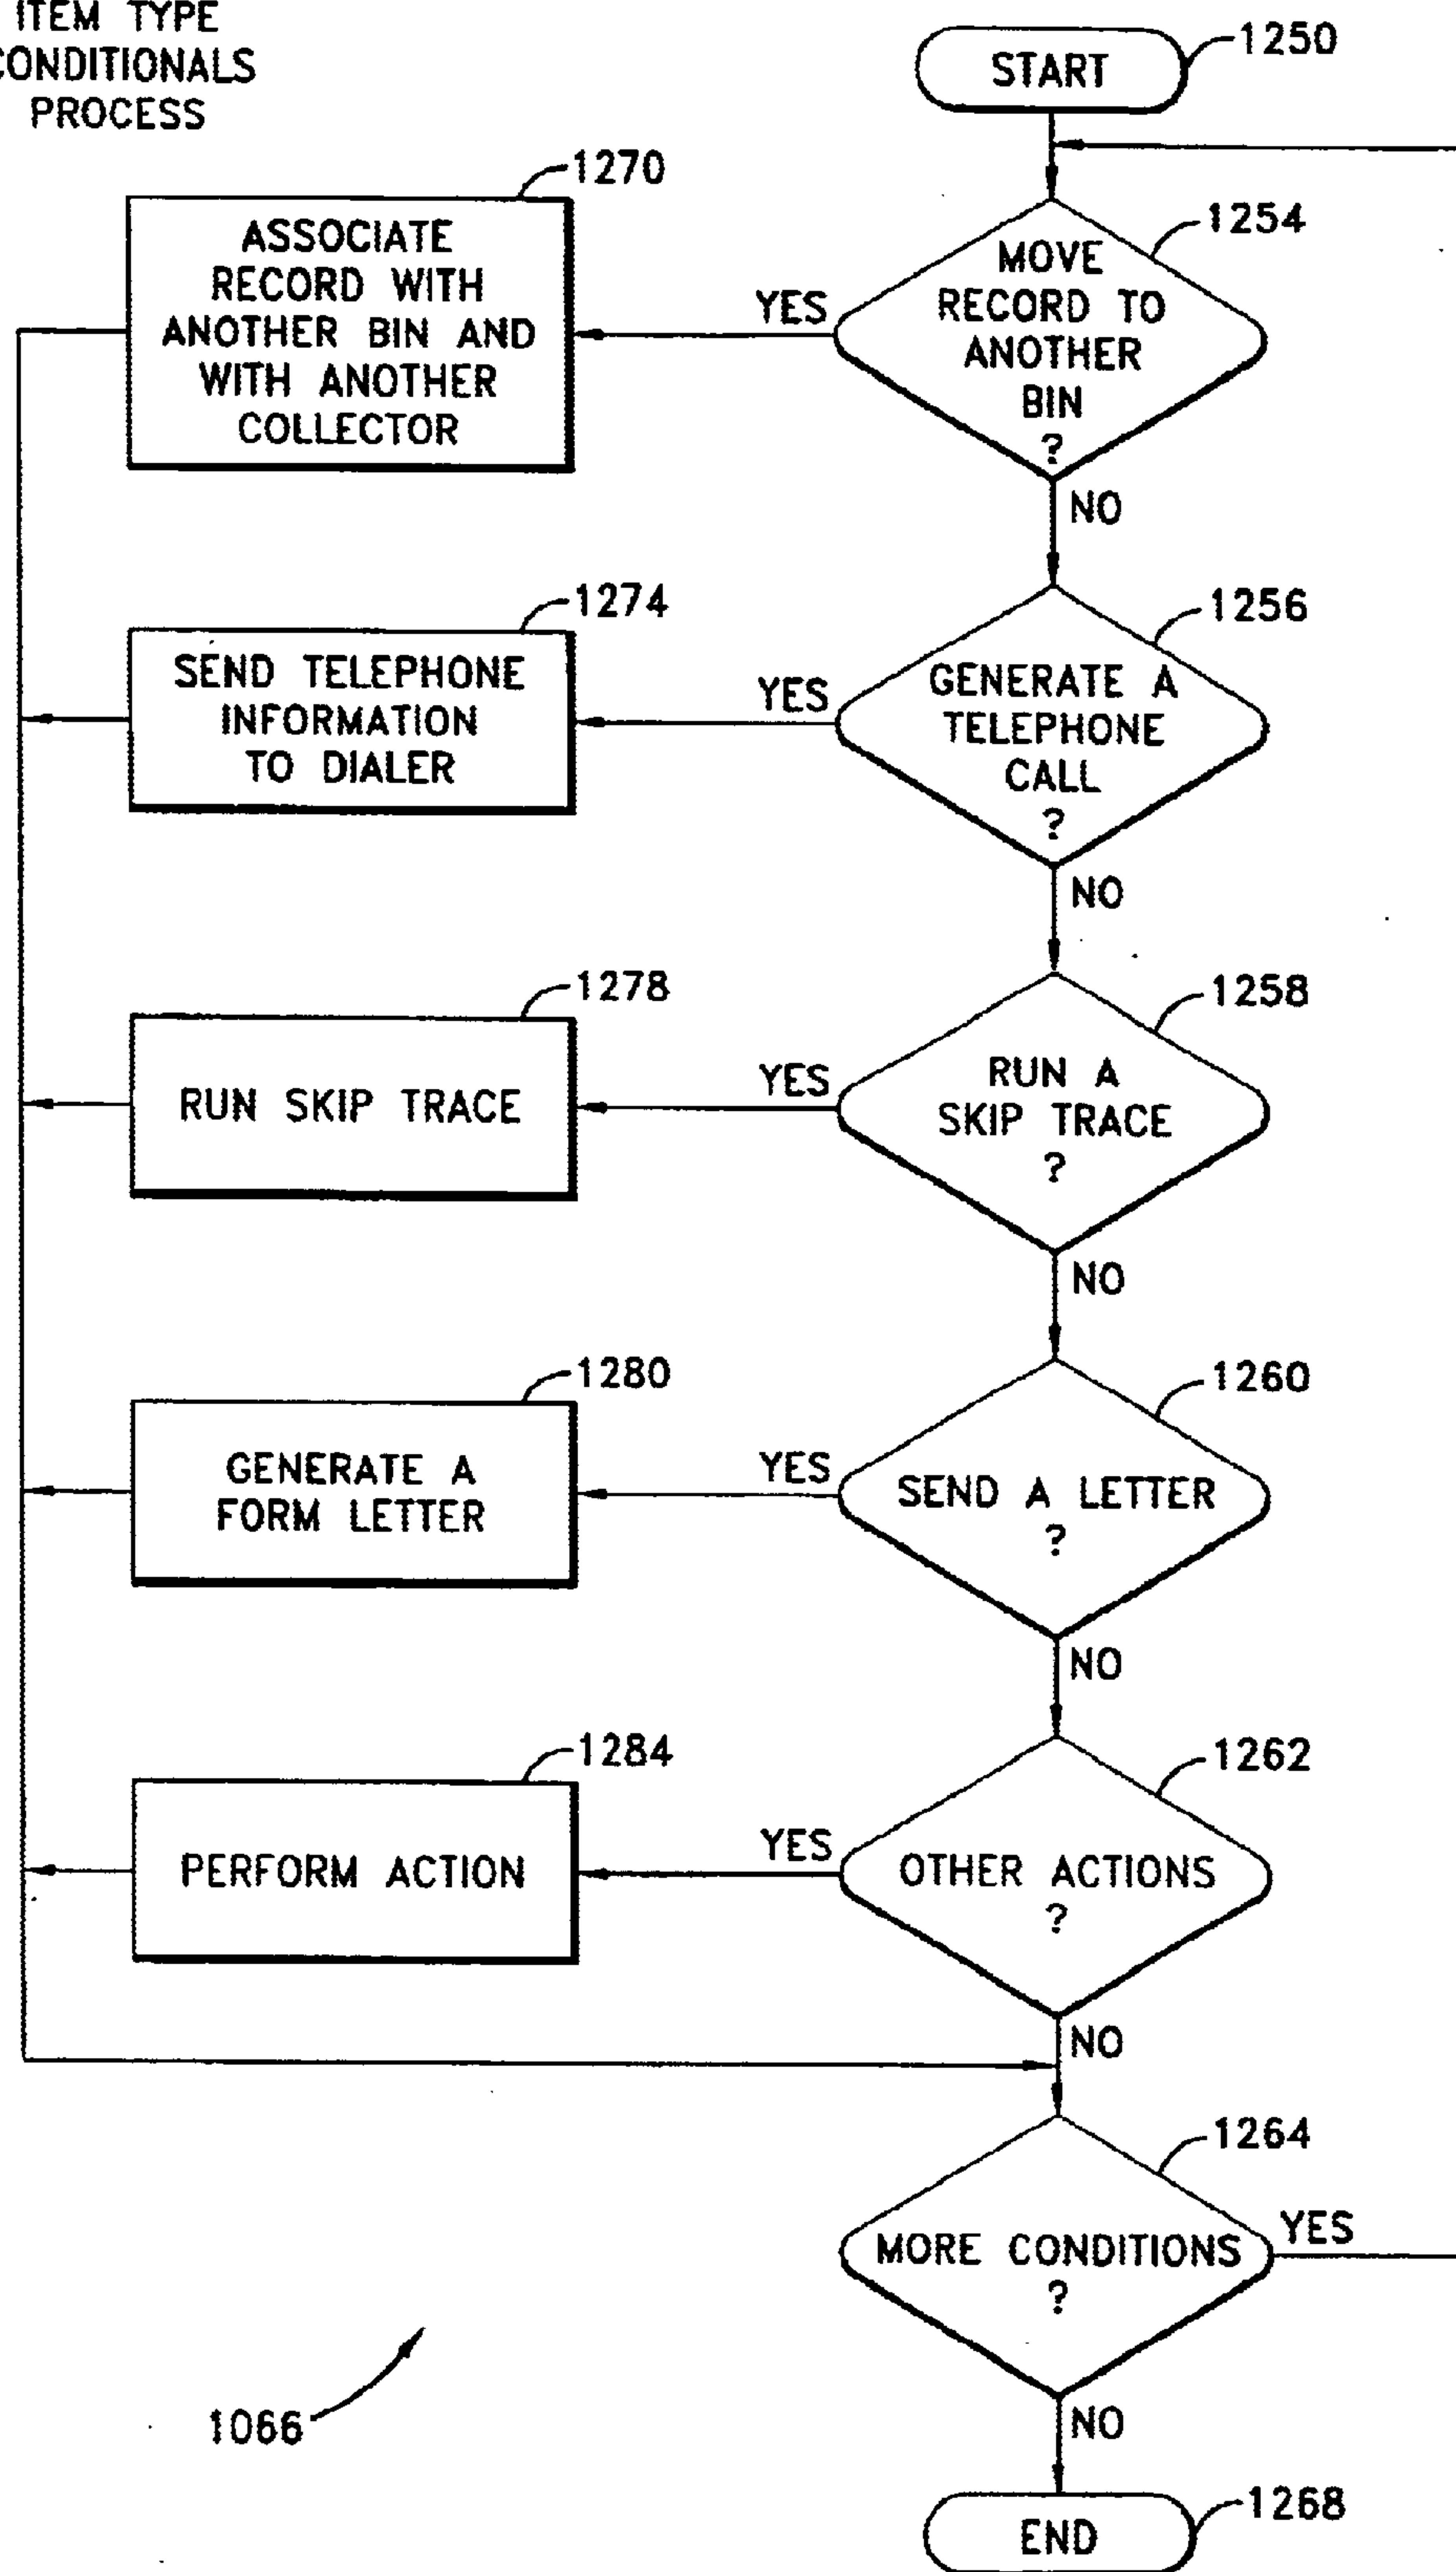 ITEM TYPE
CONDITIONALS
PROCESS
START
1250
1270
ASSOCIATE
RECORD WITH
ANOTHER BIN AND
WITH ANOTHER
COLLECTOR
YES
1254
MOVE
RECORD TO
ANOTHER
BIN
?
NO
1274
SEND TELEPHONE
INFORMATION
TO DIALER
YES
1256
GENERATE A
TELEPHONE
CALL
?
NO
1278
RUN SKIP TRACE
YES
1258
RUN A
SKIP TRACE
?
NO
1280
GENERATE A
FORM LETTER
YES
1260
SEND A LETTER
?
NO
1284
PERFORM ACTION
YES
1262
OTHER ACTIONS
?
NO
1264
MORE CONDITIONS
?
YES
NO
1066
END
1268